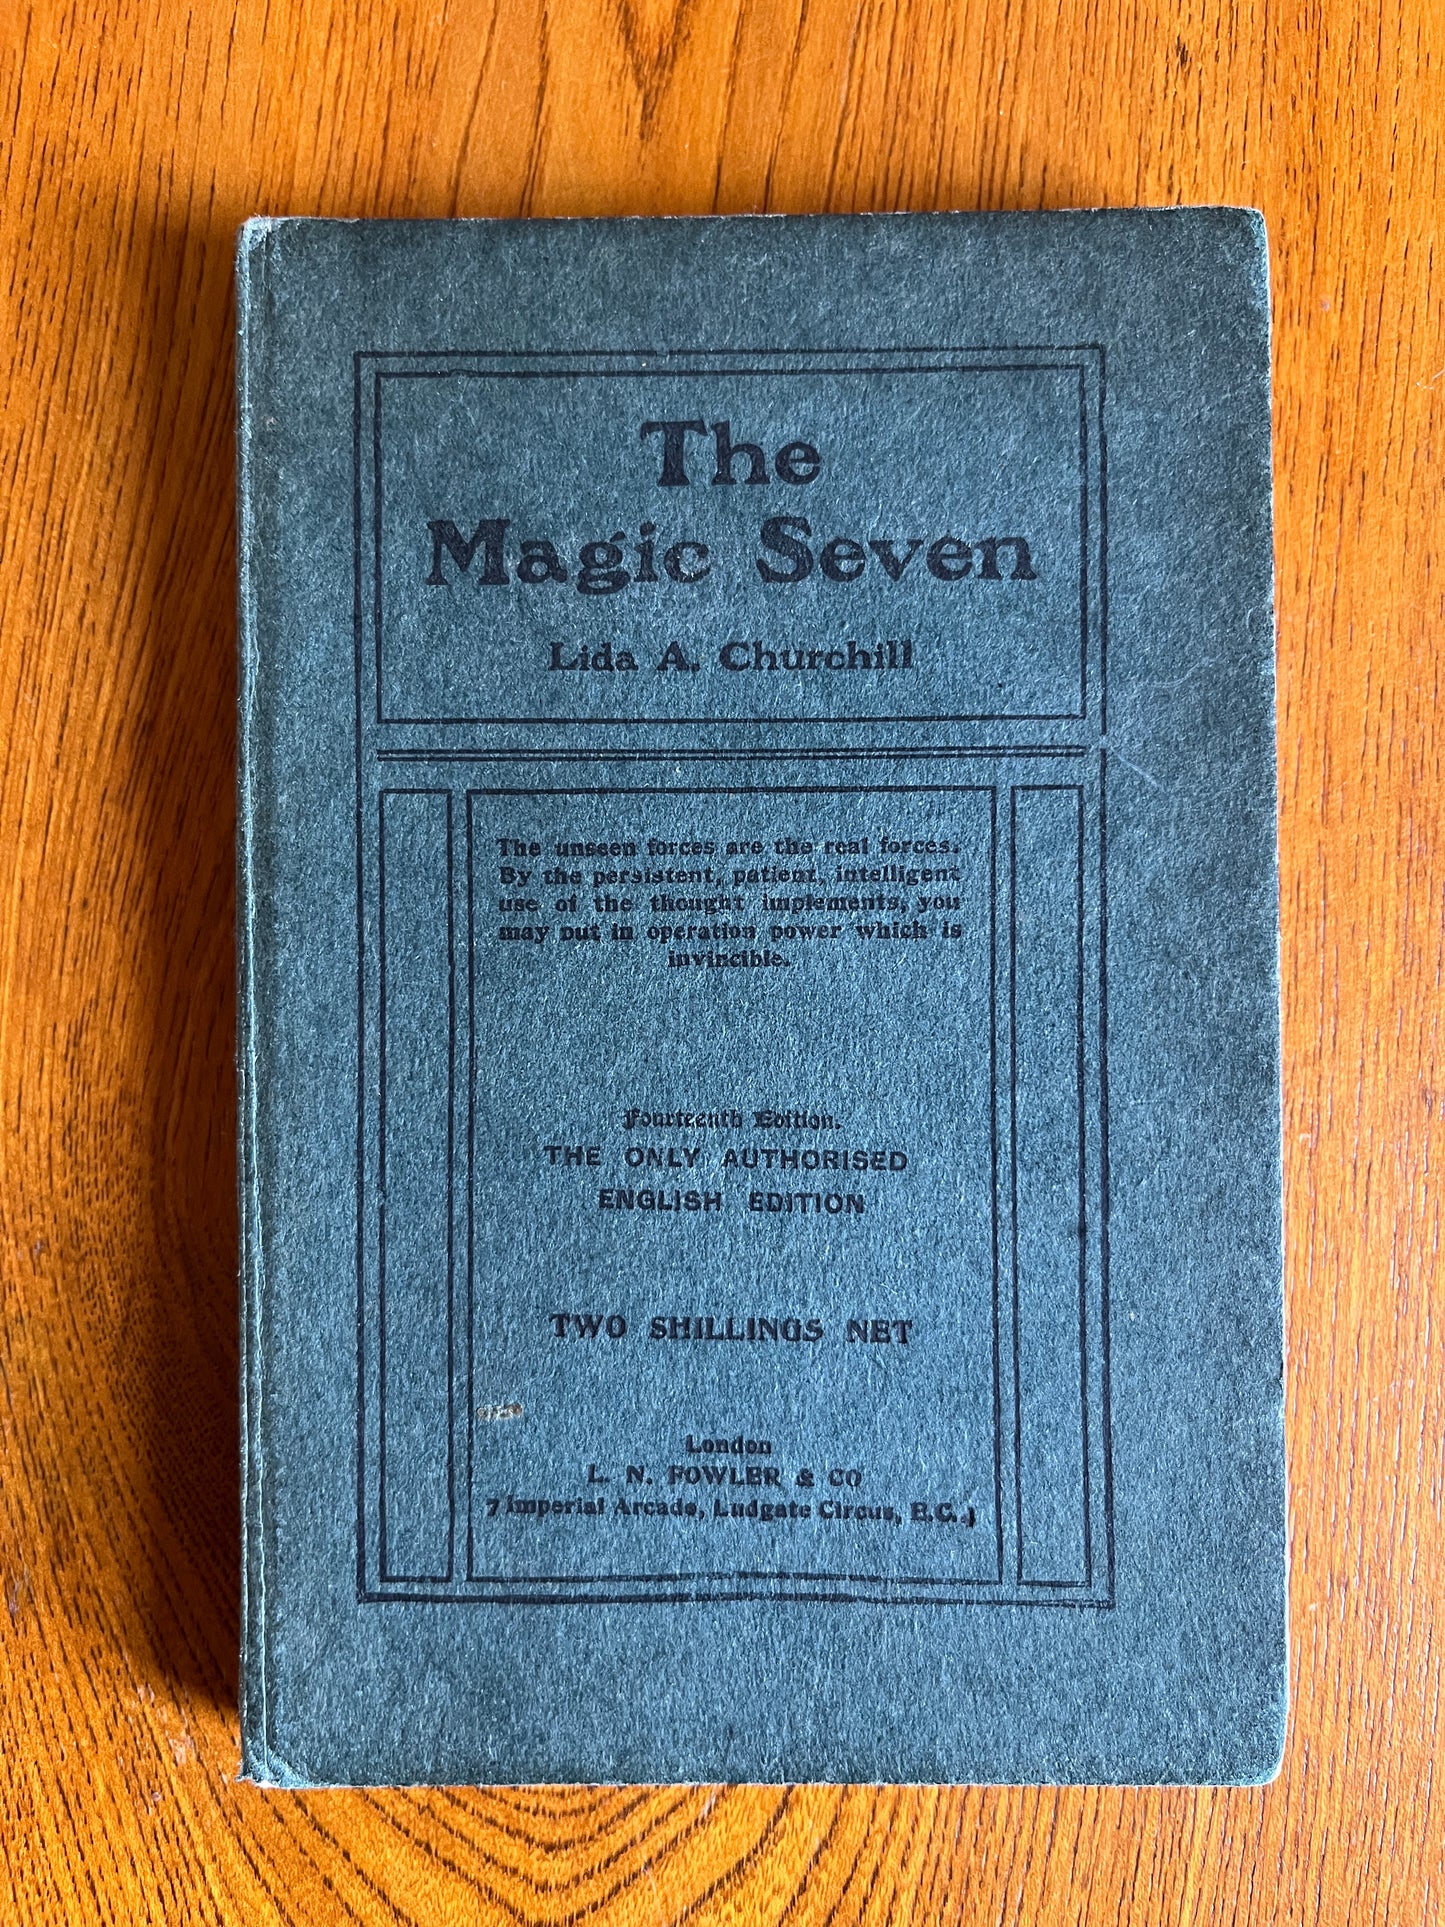 The
Magic Seven
Lida A. Churchill
The unseen forces are the real forces.
By the persistent, patient, intelligent
use of the thought implements, you
may put in operation power which is
invincible.
Fourteenth Edition.
THE ONLY AUTHORISED
ENGLISH EDITION
TWO SHILLINGS NET
London
L. N. FOWLER & CO
7 Imperial Arcade, Ludgate Circus, E.C.4